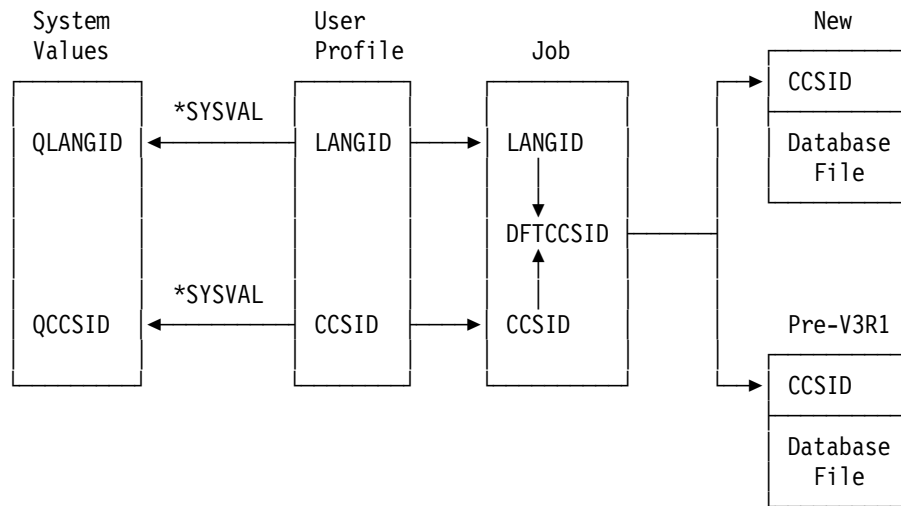 System Values
User Profile
Job
New
*SYSVAL
QLANGID
LANGID
LANGID
DFTCCSID
*SYSVAL
QCCSID
CCSID
CCSID
CCSID
Database File
Pre-V3R1
CCSID
Database File